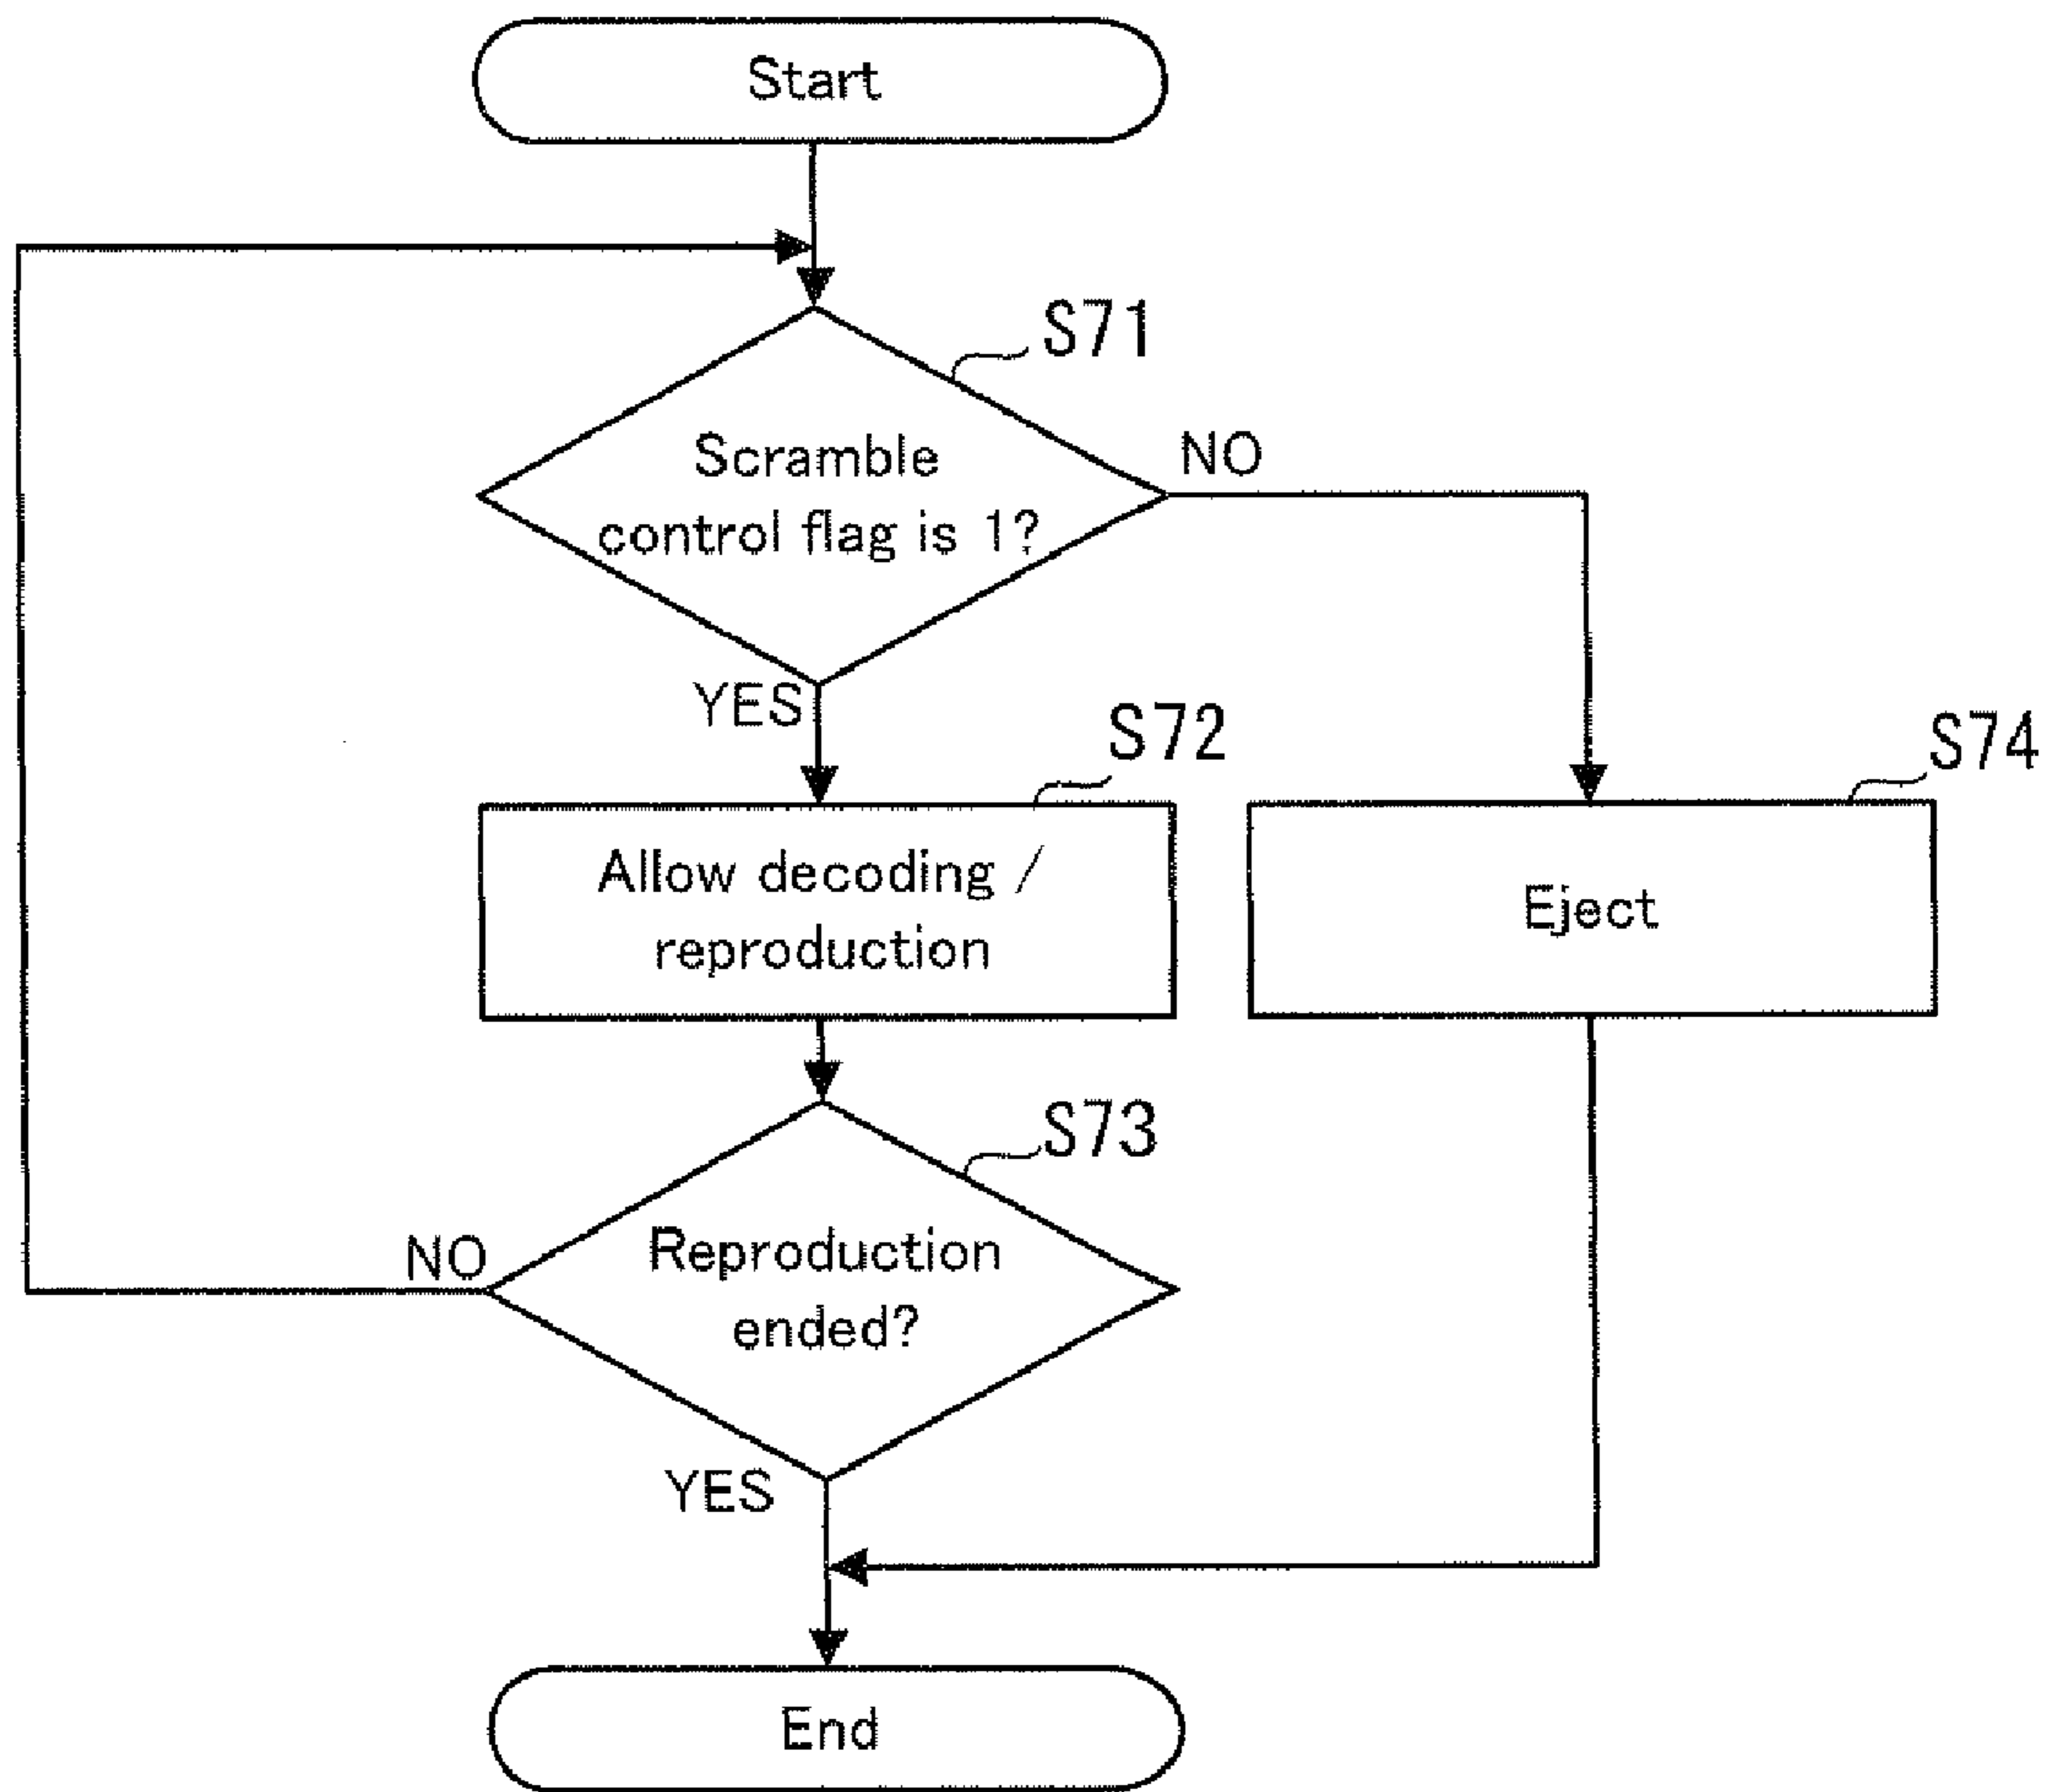 Start
S71
Scramble
control flag is 1?
NO
YES
S72
Allow decoding /
reproduction
S74
Eject
S73
Reproduction
ended?
NO
YES
End